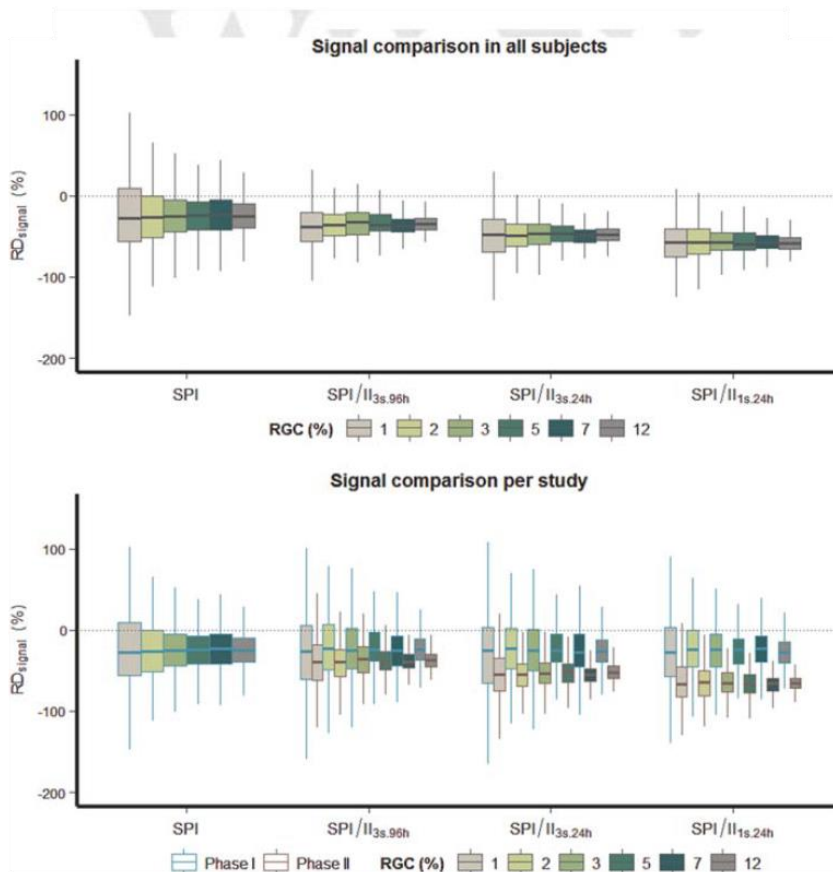 Signal comparison in all subjects
100
0
-100
-200
RDsignal (%)
SPI SPI/II3s.96h SPI/II3s.24h SPI/II1s.24h
RGC (%) 1 2 3 5 7 12
Signal comparison per study
100
0
-100
-200
RDsignal (%)
SPI SPI/II3s.96h SPI/II3s.24h SPI/II1s.24h
Phase I Phase II RGC (%) 1 2 3 5 7 12